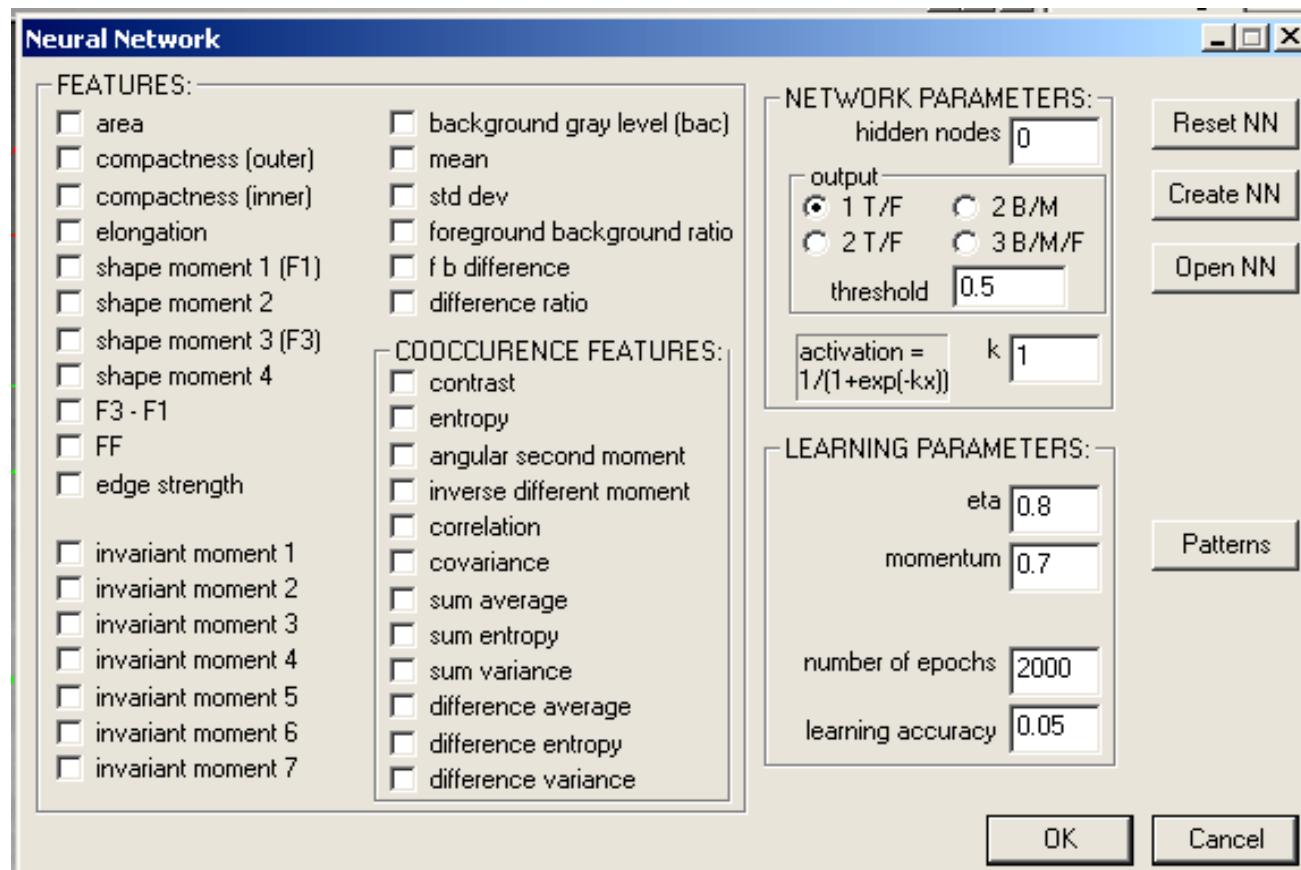 Neural Network
FEATURES:
area
compactness (outer)
compactness (inner)
elongation
shape moment 1 (F1)
shape moment 2
shape moment 3 (F3)
shape moment 4
F3 - F1
FF
edge strength
invariant moment 1
invariant moment 2
invariant moment 3
invariant moment 4
invariant moment 5
invariant moment 6
invariant moment 7
background gray level (bac)
mean
std dev
foreground background ratio
f b difference
difference ratio
COOCCURENCE FEATURES:
contrast
entropy
angular second moment
inverse different moment
correlation
covariance
sum average
sum entropy
sum variance
difference average
difference entropy
difference variance
NETWORK PARAMETERS:
hidden nodes 0
output
1 T/F 2 B/M
2 T/F 3 B/M/F
threshold 0.5
activation =
1/(1+exp(-kx))
k 1
LEARNING PARAMETERS:
eta 0.8
momentum 0.7
number of epochs 2000
learning accuracy 0.05
Reset NN
Create NN
Open NN
Patterns
OK Cancel